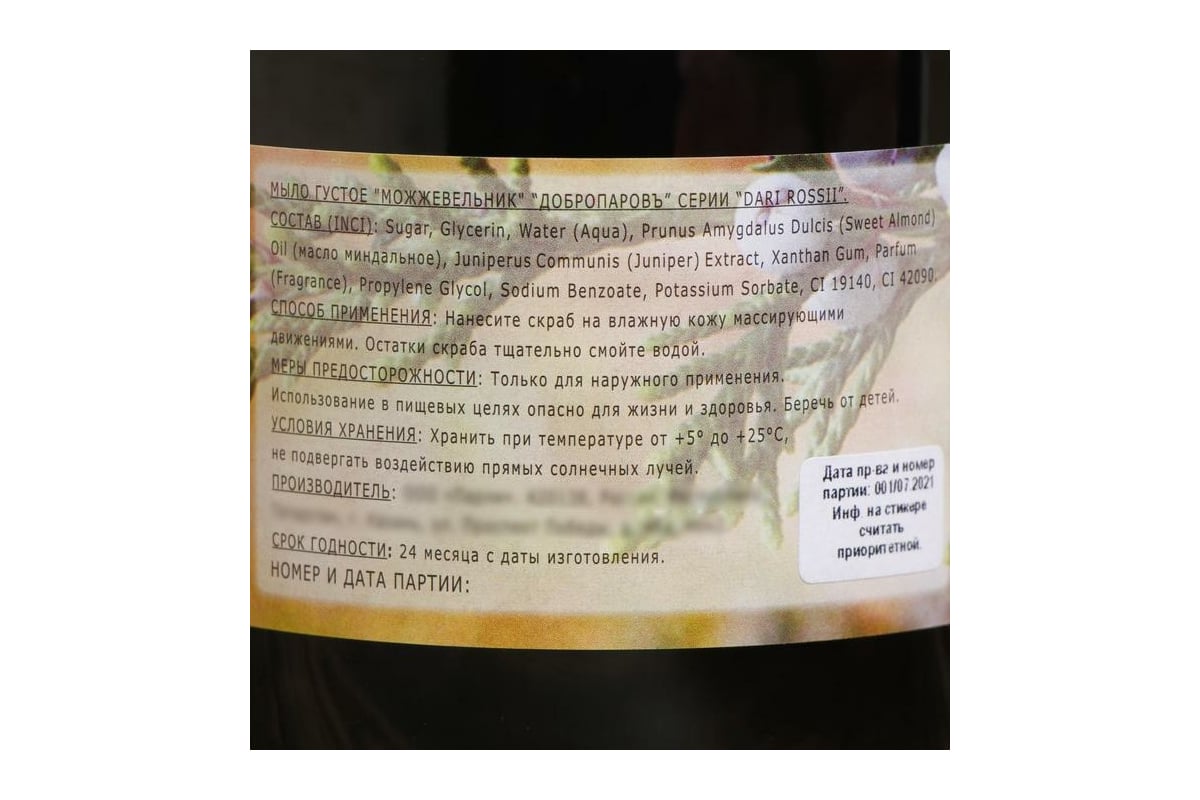 МЫЛО ГУСТОЕ "МОЖЖЕВЕЛЬНИК" "ДОБРОПАРОВЪ" СЕРИИ "DARI ROSSII".
СОСТАВ (INCI): Sugar, Glycerin, Water (Aqua), Prunus Amygdalus Dulcis (Sweet Almond)
Oil (масло миндальное), Juniperus Communis (Juniper) Extract, Xanthan Gum, Parfum
(Fragrance), Propylene Glycol, Sodium Benzoate, Potassium Sorbate, CI 19140, CI 42090.
СПОСОБ ПРИМЕНЕНИЯ: Нанесите скраб на влажную кожу массирующими
движениями. Остатки скраба тщательно смойте водой.
МЕРЫ ПРЕДОСТОРОЖНОСТИ: Только для наружного применения.
Использование в пищевых целях опасно для жизни и здоровья. Беречь от детей.
УСЛОВИЯ ХРАНЕНИЯ: Хранить при температуре от +5° до +25°С,
не подвергать воздействию прямых солнечных лучей.
ПРОИЗВОДИТЕЛЬ:
СРОК ГОДНОСТИ: 24 месяца с даты изготовления.
НОМЕР И ДАТА ПАРТИИ:
Дата пр-ва и номер
партии: 001/07.2021
Инф. на стикере
считать
приоритетной.